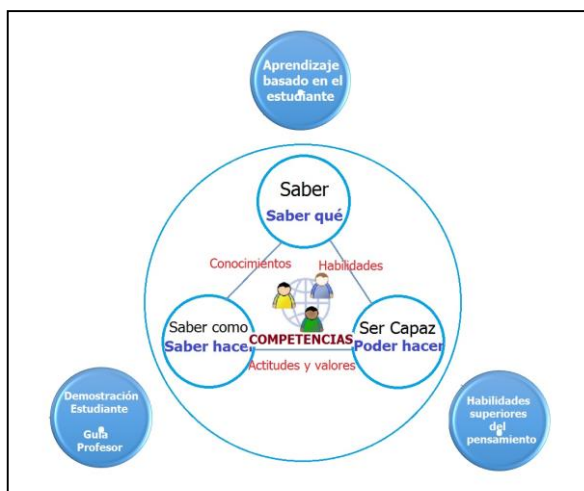 Aprendizaje
basado en el
estudiante
Saber
Saber qué
Conocimientos
Habilidades
Saber como
Saber hacer
COMPETENCIAS
Ser Capaz
Poder hacer
Actitudes y valores
Demostración
Estudiante
Guía
Profesor
Habilidades
superiores
del
pensamiento